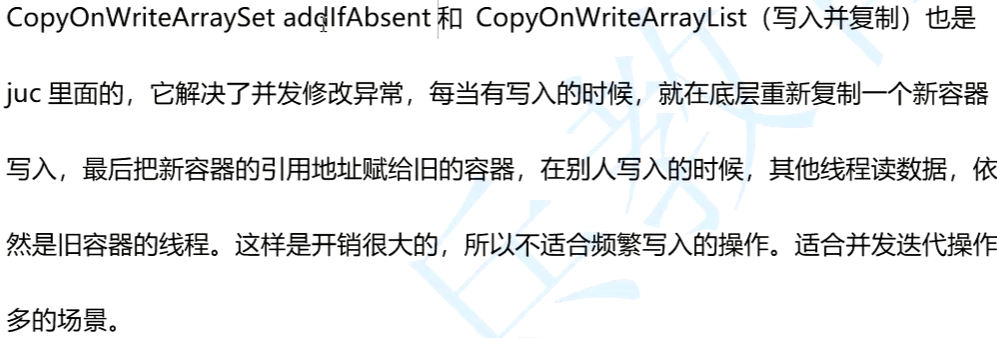 CopyOnWriteArraySet addIfAbsent 和 CopyOnWriteArrayList（写入并复制）也是
juc 里面的，它解决了并发修改异常，每当有写入的时候，就在底层重新复制一个新容器
写入，最后把新容器的引用地址赋给旧的容器，在别人写入的时候，其他线程读数据，依
然是旧容器的线程。这样是开销很大的，所以不适合频繁写入的操作。适合并发迭代操作
多的场景。